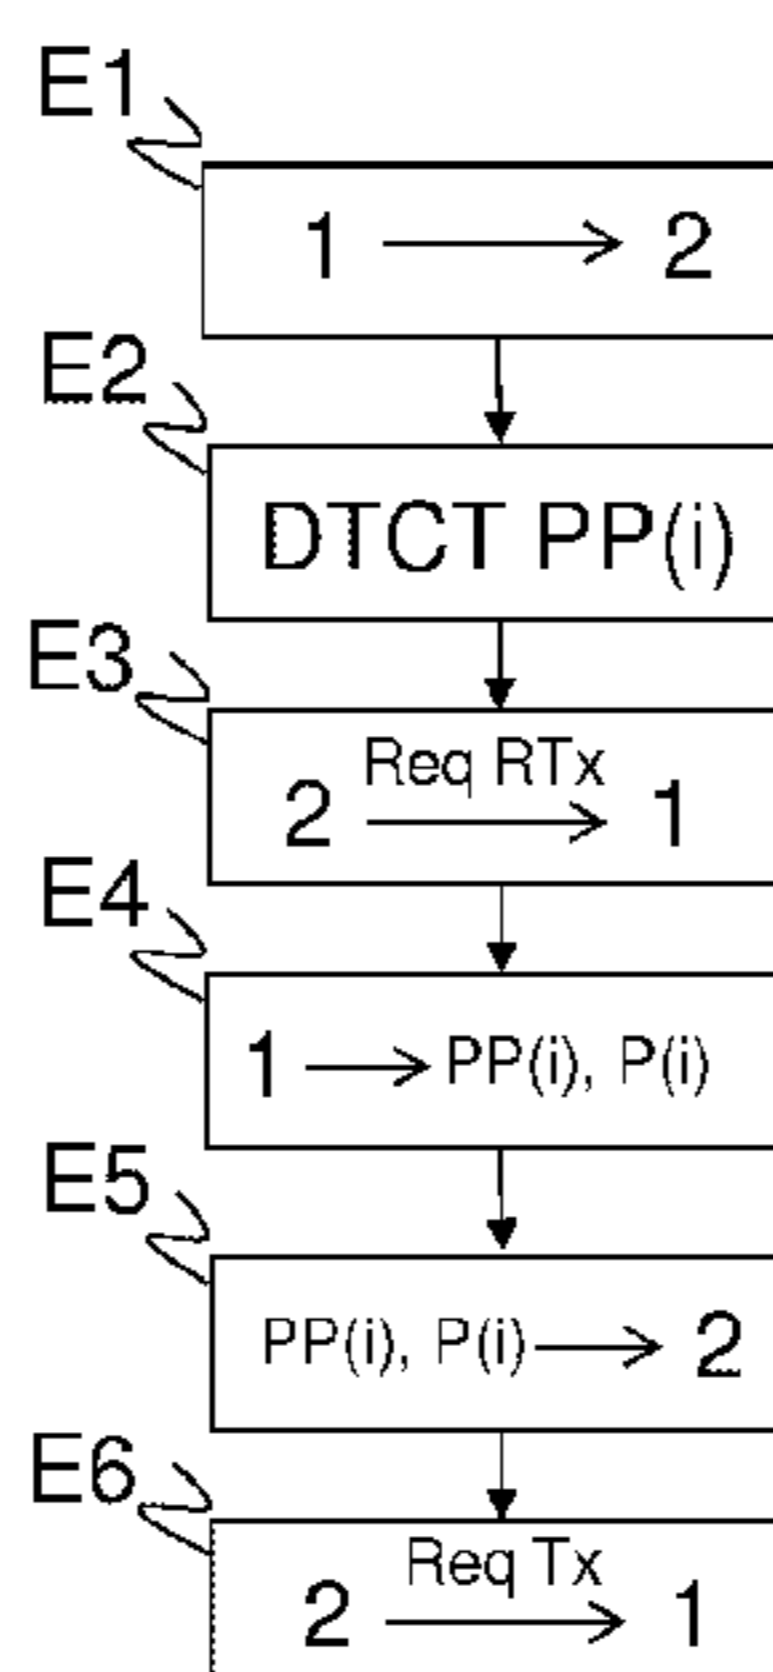 E1
1 → 2
E2
DTCT PP(i)
E3
Req RTx
2 → 1
E4
1 → PP(i), P(i)
E5
PP(i), P(i) → 2
E6
Req Tx
2 → 1